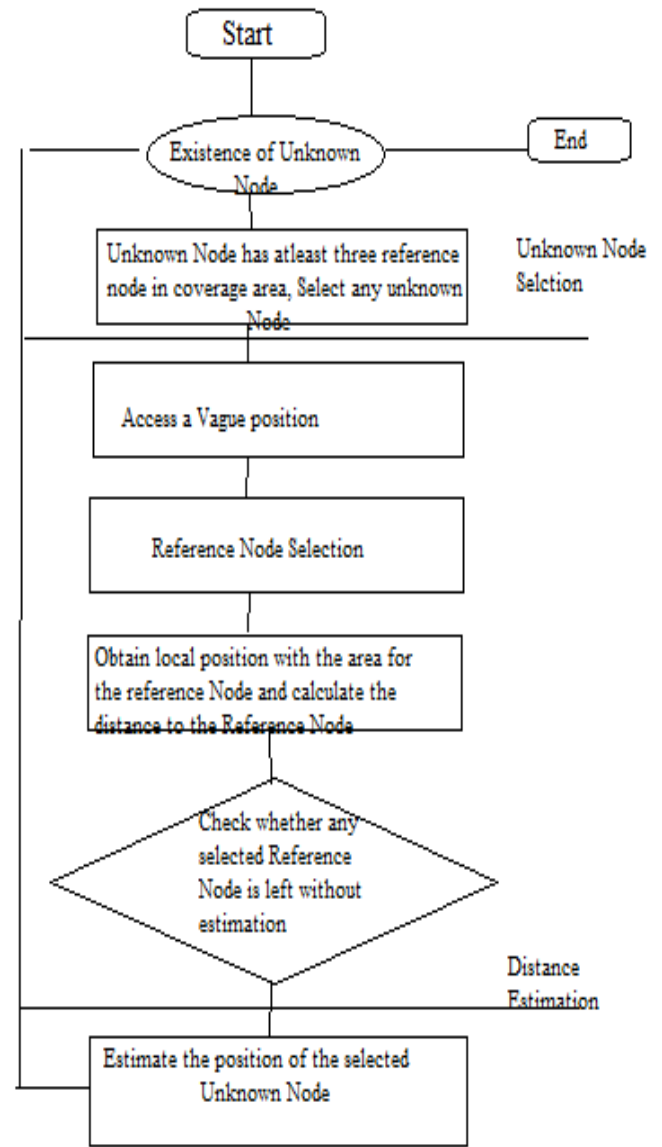 Start
Existence of Unknown
Node
End
Unknown Node has atleast three reference
node in coverage area, Select any unknown
Node
Unknown Node
Selction
Access a Vague position
Reference Node Selection
Obtain local position with the area for
the reference Node and calculate the
distance to the Reference Node
Check whether any
selected Reference
Node is left without
estimation
Distance
Estimation
Estimate the position of the selected
Unknown Node